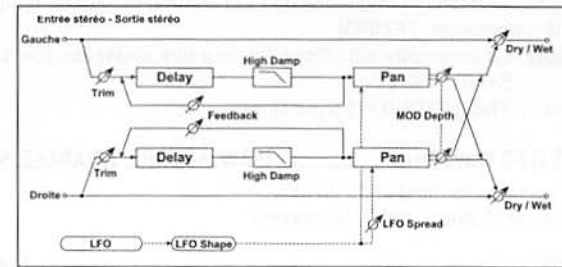 Entrée stéréo - Sortie stéréo
Gauche
Dry / Wet
High Damp
Delay
Pan
Trim
Feedback
MOD Depth
Delay
Pan
Trim
High Damp
Droite
Dry / Wet
LFO Spread
LFO
LFO Shape